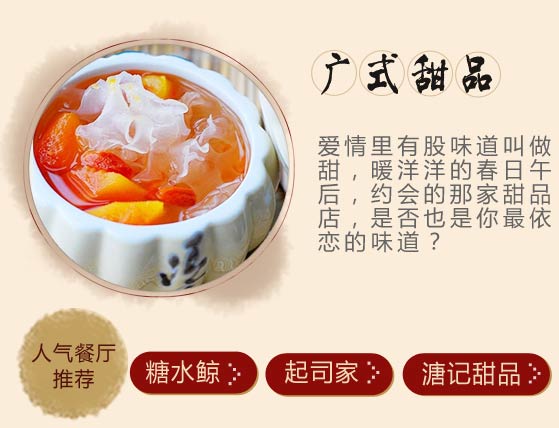 广式甜品
爱情里有股味道叫做
甜，暖洋洋的春日午
后，约会的那家甜品
店，是否也是你最依
恋的味道？
人气餐厅
推荐
糖水鲸
起司家
溏记甜品